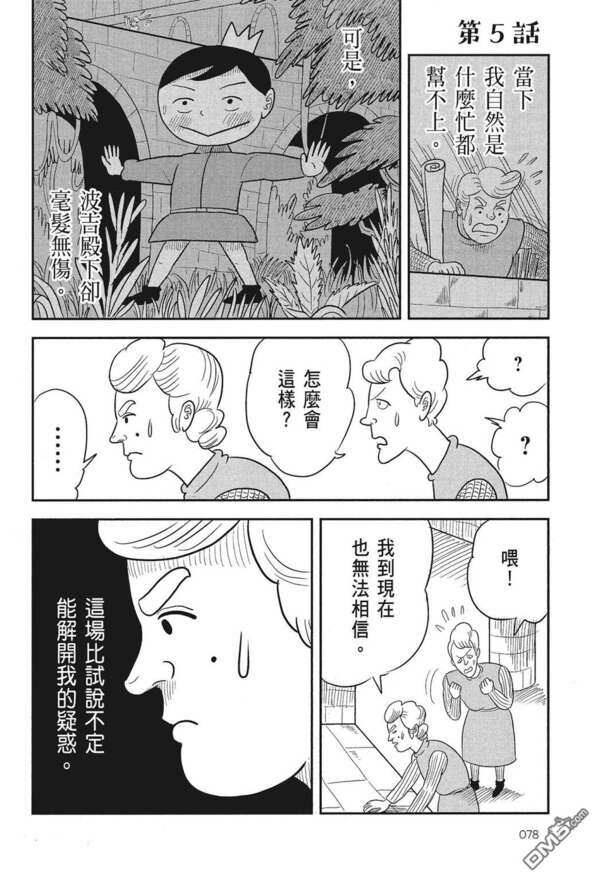 第5話
當下
我自然是
什麼忙都
幫不上。
可是，
波吉殿下卻
毫髮無傷。
？
？
怎麼會
這樣？
……
喂！
我到現在
也無法相信。
這場比試說不定
能解開我的疑惑。
078
DM5.com